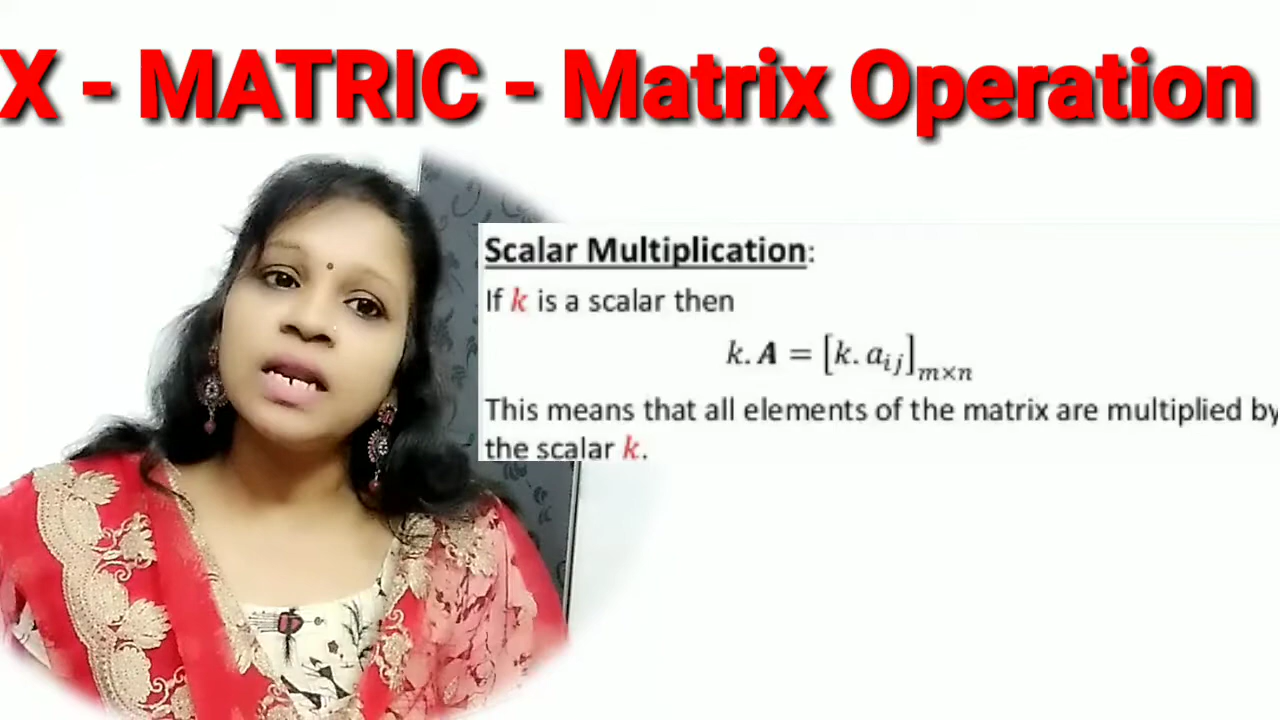 X - MATRIC - Matrix Operation
Scalar Multiplication:
If k is a scalar then
k. A = [k. aᵢⱼ]ₘ×ₙ
This means that all elements of the matrix are multiplied by
the scalar k.